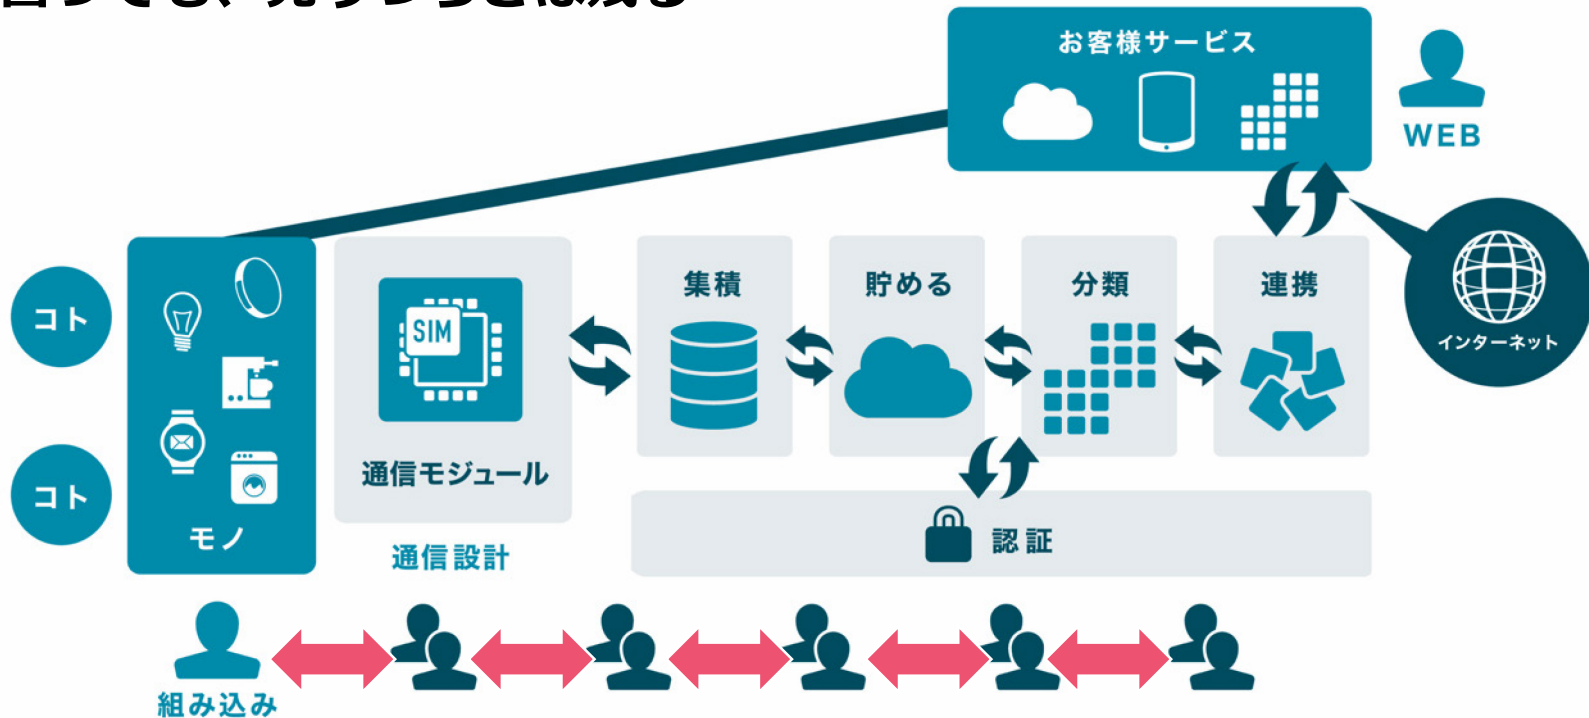 お客様サービス
WEB
コト
コト
モノ
SIM
通信モジュール
通信設計
集積
貯める
分類
連携
インターネット
認証
組み込み